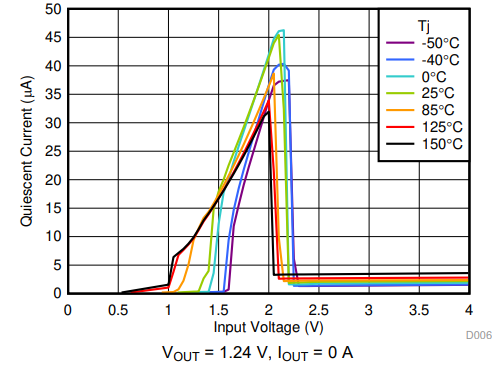 50
45
40
35
30
25
20
15
10
5
0
Quiescent Current (µA)
Tj
-50°C
-40°C
0°C
25°C
85°C
125°C
150°C
0 0.5 1 1.5 2 2.5 3 3.5 4
Input Voltage (V)
D006
VOUT = 1.24 V, IOUT = 0 A